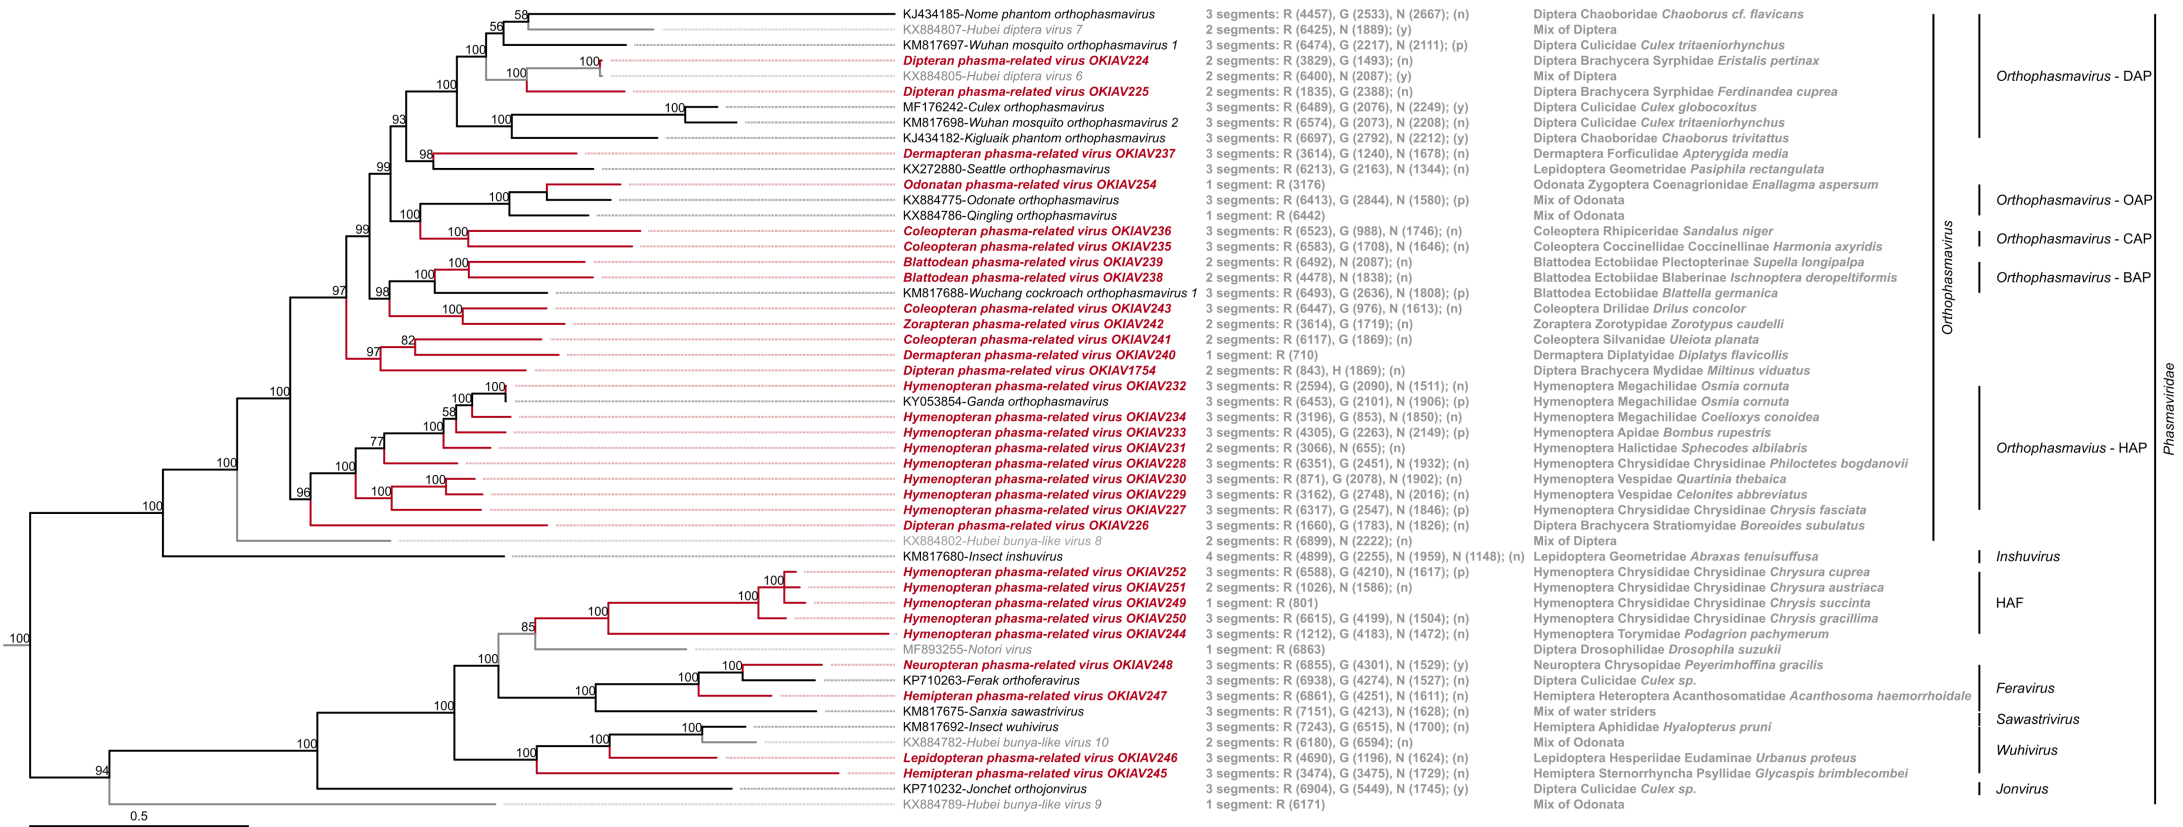 KJ434185-Nome phantom orthophasmavirus 3 segments: R (4457), G (2533), N (2667); (n) Diptera Chaoboridae Chaoborus cf. flavicans
KX884807-Hubei diptera virus 7 2 segments: R (6425), N (1889); (y) Mix of Diptera
KM817697-Wuhan mosquito orthophasmavirus 1 3 segments: R (6474), G (2217), N (2111); (p) Diptera Culicidae Culex tritaeniorhynchus
Dipteran phasma-related virus OKIAV224 2 segments: R (3829), G (1493); (n) Diptera Brachycera Syrphidae Eristalis pertinax
KX884805-Hubei diptera virus 6 2 segments: R (6400), N (2087); (y) Mix of Diptera
Dipteran phasma-related virus OKIAV225 2 segments: R (1835), G (2388); (n) Diptera Brachycera Syrphidae Ferdinandea cuprea
MF176242-Culex orthophasmavirus 3 segments: R (6489), G (2076), N (2249); (y) Diptera Culicidae Culex globocoxitus
KM817698-Wuhan mosquito orthophasmavirus 2 3 segments: R (6574), G (2073), N (2208); (n) Diptera Culicidae Culex tritaeniorhynchus
KJ434182-Kigluaik phantom orthophasmavirus 3 segments: R (6697), G (2792), N (2212); (y) Diptera Chaoboridae Chaoborus trivitattus
Dermapteran phasma-related virus OKIAV237 3 segments: R (3614), G (1240), N (1678); (n) Dermaptera Forficulidae Apterygida media
KX272880-Seattle orthophasmavirus 3 segments: R (6213), G (2163), N (1344); (n) Lepidoptera Geometridae Pasiphila rectangulata
Odonatan phasma-related virus OKIAV254 1 segment: R (3176) Odonata Zygoptera Coenagrionidae Enallagma aspersum
KX884775-Odonate orthophasmavirus 3 segments: R (6413), G (2844), N (1580); (p) Mix of Odonata
KX884786-Qingling orthophasmavirus 1 segment: R (6442) Mix of Odonata
Coleopteran phasma-related virus OKIAV236 3 segments: R (6523), G (988), N (1746); (n) Coleoptera Rhipiceridae Sandalus niger
Coleopteran phasma-related virus OKIAV235 3 segments: R (6583), G (1708), N (1646); (n) Coleoptera Coccinellidae Coccinellinae Harmonia axyridis
Blattodean phasma-related virus OKIAV239 2 segments: R (6492), N (2087); (n) Blattodea Ectobiidae Plectopterinae Supella longipalpa
Blattodean phasma-related virus OKIAV238 2 segments: R (4478), N (1838); (n) Blattodea Ectobiidae Blaberinae Ischnoptera deropeltiformis
KM817688-Wuchang cockroach orthophasmavirus 1 3 segments: R (6493), G (2636), N (1808); (p) Blattodea Ectobiidae Blattella germanica
Coleopteran phasma-related virus OKIAV243 3 segments: R (6447), G (976), N (1613); (n) Coleoptera Drilidae Drilus concolor
Zorapteran phasma-related virus OKIAV242 2 segments: R (3614), G (1719); (n) Zoraptera Zorotypidae Zorotypus caudelli
Coleopteran phasma-related virus OKIAV241 2 segments: R (6117), G (1869); (n) Coleoptera Silvanidae Uleiota planata
Dermapteran phasma-related virus OKIAV240 1 segment: R (710) Dermaptera Diplatyidae Diplatys flavicollis
Dipteran phasma-related virus OKIAV1754 2 segments: R (843), H (1869); (n) Diptera Brachycera Mydidae Miltinus viduatus
Hymenopteran phasma-related virus OKIAV232 3 segments: R (2594), G (2090), N (1511); (n) Hymenoptera Megachilidae Osmia cornuta
KY053854-Ganda orthophasmavirus 3 segments: R (6453), G (2101), N (1906); (p) Hymenoptera Megachilidae Osmia cornuta
Hymenopteran phasma-related virus OKIAV234 3 segments: R (3196), G (853), N (1850); (n) Hymenoptera Megachilidae Coelioxys conoidea
Hymenopteran phasma-related virus OKIAV233 3 segments: R (4305), G (2263), N (2149); (p) Hymenoptera Apidae Bombus rupestris
Hymenopteran phasma-related virus OKIAV231 2 segments: R (3066), N (655); (n) Hymenoptera Halictidae Sphecodes albilabris
Hymenopteran phasma-related virus OKIAV228 3 segments: R (6351), G (2451), N (1932); (n) Hymenoptera Chrysididae Chrysidinae Philoctetes bogdanovii
Hymenopteran phasma-related virus OKIAV230 3 segments: R (871), G (2078), N (1902); (n) Hymenoptera Vespidae Quartinia thebaica
Hymenopteran phasma-related virus OKIAV229 3 segments: R (3162), G (2748), N (2016); (n) Hymenoptera Vespidae Celonites abbreviatus
Hymenopteran phasma-related virus OKIAV227 3 segments: R (6317), G (2547), N (1846); (p) Hymenoptera Chrysididae Chrysidinae Chrysis fasciata
Dipteran phasma-related virus OKIAV226 3 segments: R (1660), G (1783), N (1826); (n) Diptera Brachycera Stratiomyidae Boreoides subulatus
KX884802-Hubei bunya-like virus 8 2 segments: R (6899), N (2222); (n) Mix of Diptera
KM817680-Insect inshuvirus 4 segments: R (4899), G (2255), N (1959), N (1148); (n) Lepidoptera Geometridae Abraxas tenuisuffusa
Hymenopteran phasma-related virus OKIAV252 3 segments: R (6588), G (4210), N (1617); (p) Hymenoptera Chrysididae Chrysidinae Chrysura cuprea
Hymenopteran phasma-related virus OKIAV251 2 segments: R (1026), N (1586); (n) Hymenoptera Chrysididae Chrysidinae Chrysura austriaca
Hymenopteran phasma-related virus OKIAV249 1 segment: R (801) Hymenoptera Chrysididae Chrysidinae Chrysis succinta
Hymenopteran phasma-related virus OKIAV250 3 segments: R (6615), G (4199), N (1504); (n) Hymenoptera Chrysididae Chrysidinae Chrysis gracillima
Hymenopteran phasma-related virus OKIAV244 3 segments: R (1212), G (4183), N (1472); (n) Hymenoptera Torymidae Podagrion pachymerum
MF893255-Notori virus 1 segment: R (6863) Diptera Drosophilidae Drosophila suzukii
Neuropteran phasma-related virus OKIAV248 3 segments: R (6855), G (4301), N (1529); (y) Neuroptera Chrysopidae Peyerimhoffina gracilis
KP710263-Ferak orthoferavirus 3 segments: R (6938), G (4274), N (1527); (n) Diptera Culicidae Culex sp.
Hemipteran phasma-related virus OKIAV247 3 segments: R (6861), G (4251), N (1611); (n) Hemiptera Heteroptera Acanthosomatidae Acanthosoma haemorrhoidale
KM817675-Sanxia sawastrivirus 3 segments: R (7151), G (4213), N (1628); (n) Mix of water striders
KM817692-Insect wuhivirus 3 segments: R (7243), G (6515), N (1700); (n) Hemiptera Aphididae Hyalopterus pruni
KX884782-Hubei bunya-like virus 10 2 segments: R (6180), G (6594); (n) Mix of Odonata
Lepidopteran phasma-related virus OKIAV246 3 segments: R (4690), G (1196), N (1624); (n) Lepidoptera Hesperiidae Eudaminae Urbanus proteus
Hemipteran phasma-related virus OKIAV245 3 segments: R (3474), G (3475), N (1729); (n) Hemiptera Sternorrhyncha Psyllidae Glycaspis brimblecombei
KP710232-Jonchet orthojonvirus 3 segments: R (6904), G (5449), N (1745); (y) Diptera Culicidae Culex sp.
KX884789-Hubei bunya-like virus 9 1 segment: R (6171) Mix of Odonata
Orthophasmavirus - DAP
Orthophasmavirus - OAP
Orthophasmavirus - CAP
Orthophasmavirus - BAP
Orthophasmavius - HAP
Inshuvirus
HAF
Feravirus
Sawastrivirus
Wuhivirus
Jonvirus
Orthophasmavirus
Phasmaviridae
58
56
100
100
100
100
100
100
93
98
99
100
100
100
99
100
100
98
100
97
82
97
100
100
58
100
77
100
100
100
96
100
100
100
100
100
100
85
100
100
100
100
100
100
100
100
100
94
100
0.5